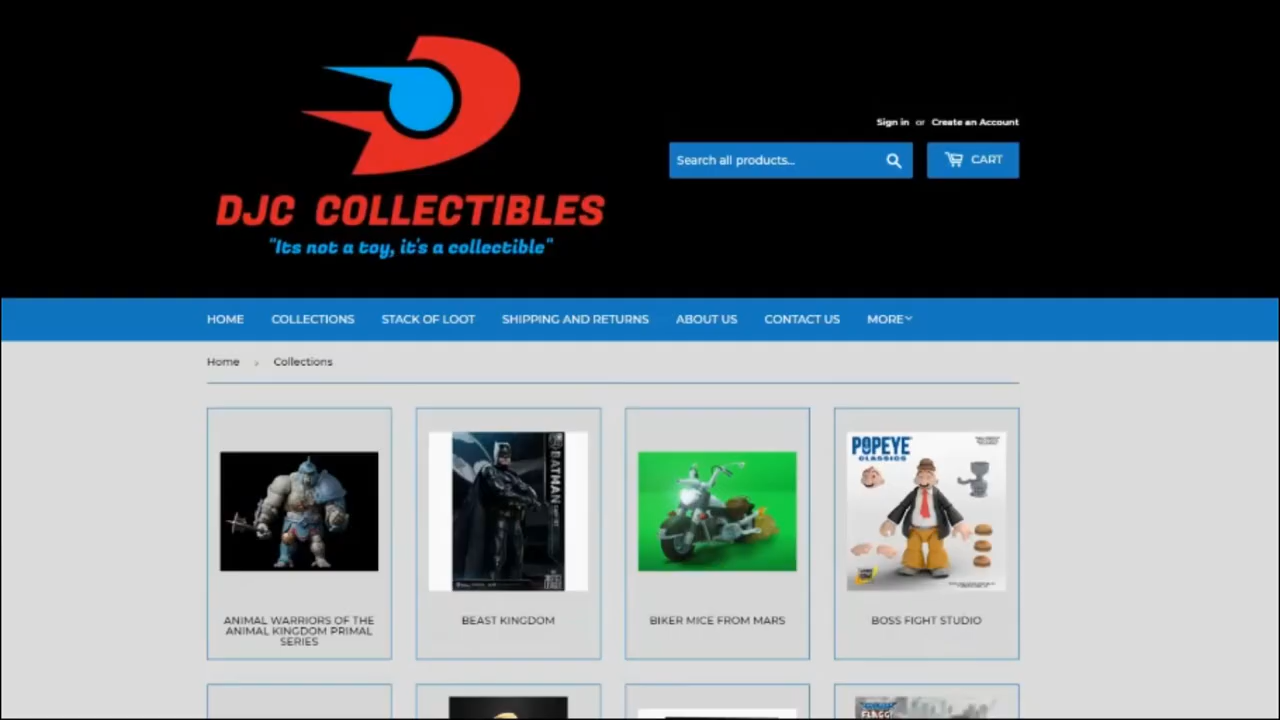 Sign in or Create an Account
Search all products...
CART
DJC COLLECTIBLES
"Its not a toy, it's a collectible"
HOME COLLECTIONS STACK OF LOOT SHIPPING AND RETURNS ABOUT US CONTACT US MORE
Home › Collections
BATMAN
POPEYE
CLASSICS
ANIMAL WARRIORS OF THE
ANIMAL KINGDOM PRIMAL
SERIES
BEAST KINGDOM
BIKER MICE FROM MARS
BOSS FIGHT STUDIO